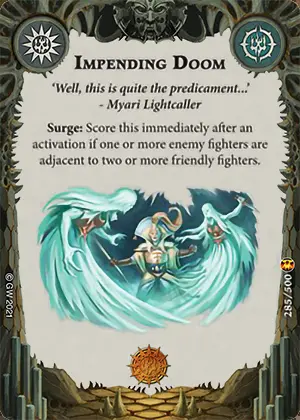 IMPENDING DOOM
‘Well, this is quite the predicament...’
- Myari Lightcaller
Surge: Score this immediately after an
activation if one or more enemy fighters are
adjacent to two or more friendly fighters.
© GW 2021
285/500